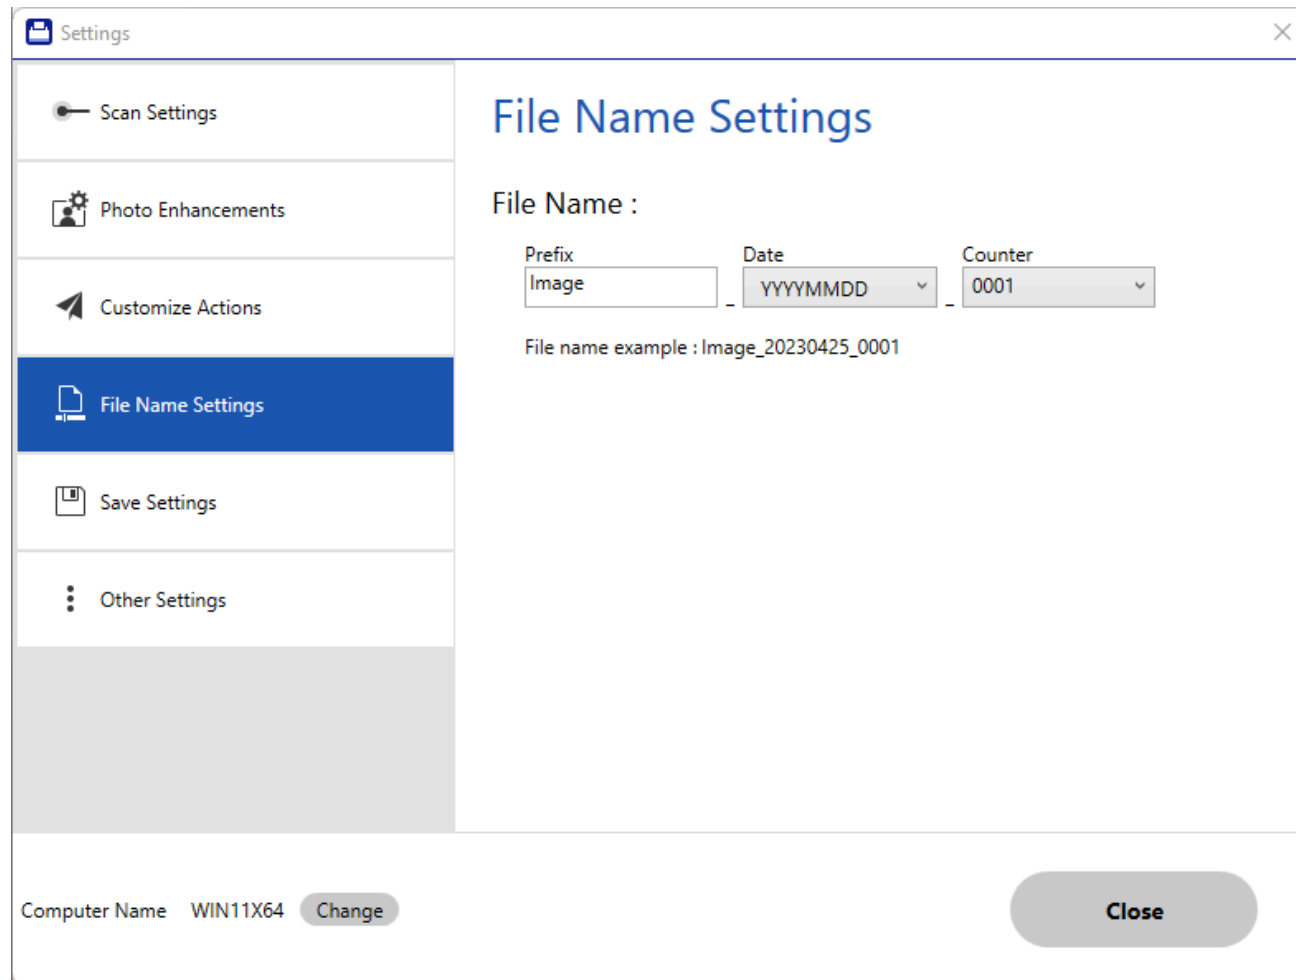 Settings
Scan Settings
Photo Enhancements
Customize Actions
File Name Settings
Save Settings
Other Settings
File Name Settings
File Name :
Prefix Date Counter
Image _ YYYYMMDD _ 0001
File name example : Image_20230425_0001
Computer Name WIN11X64 Change
Close